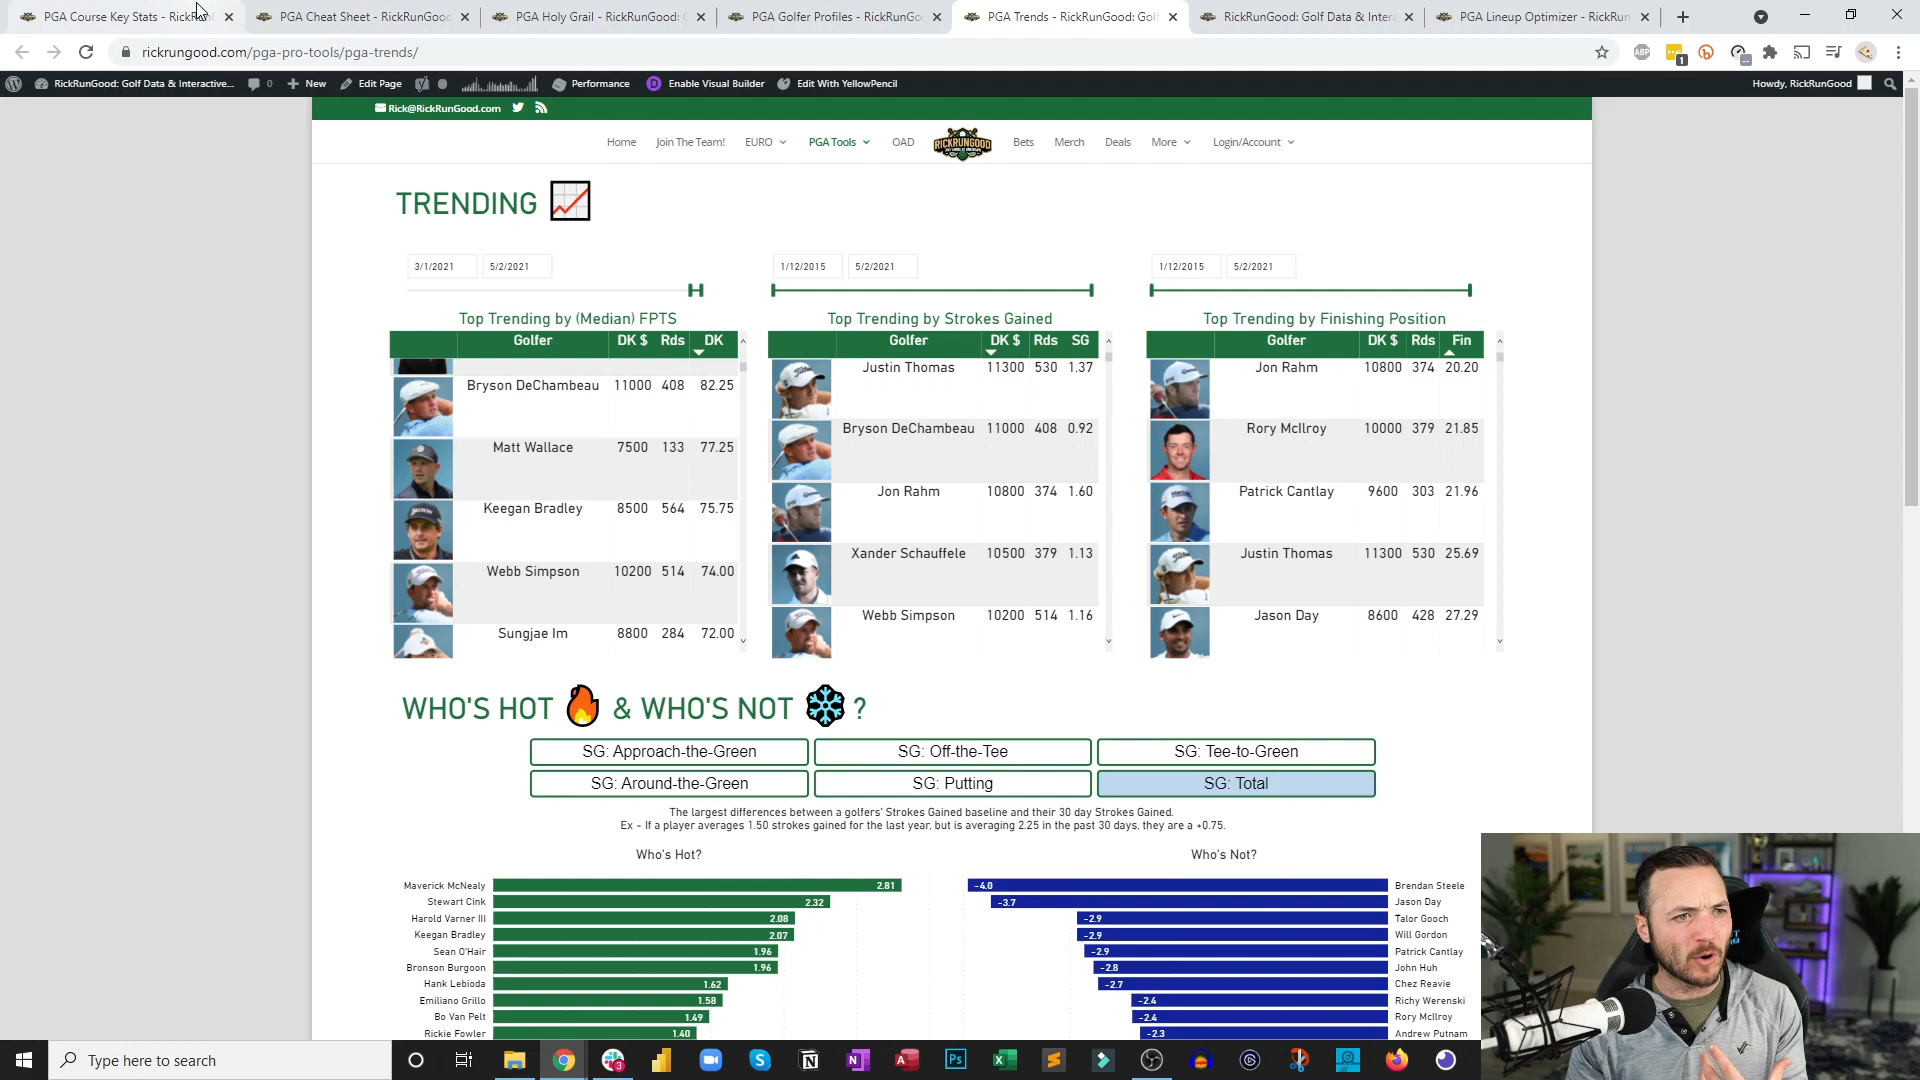 PGA Course Key Stats - RickRunG
PGA Cheat Sheet - RickRunGood
PGA Holy Grail - RickRunGood: G
PGA Golfer Profiles - RickRunGo
PGA Trends - RickRunGood: Golf
RickRunGood: Golf Data & Intera
PGA Lineup Optimizer - RickRun
rickrungood.com/pga-pro-tools/pga-trends/
ABP
1
RickRunGood: Golf Data & Interactive...
0
New
Edit Page
Performance
Enable Visual Builder
Edit With YellowPencil
Howdy, RickRunGood
Rick@RickRunGood.com
Home
Join The Team!
EURO
PGA Tools
OAD
RICKRUNGOOD
Bets
Merch
Deals
More
Login/Account
TRENDING
3/1/2021 5/2/2021
1/12/2015 5/2/2021
1/12/2015 5/2/2021
Top Trending by (Median) FPTS
Golfer DK $ Rds DK
Bryson DeChambeau 11000 408 82.25
Matt Wallace 7500 133 77.25
Keegan Bradley 8500 564 75.75
Webb Simpson 10200 514 74.00
Sungjae Im 8800 284 72.00
Top Trending by Strokes Gained
Golfer DK $ Rds SG
Justin Thomas 11300 530 1.37
Bryson DeChambeau 11000 408 0.92
Jon Rahm 10800 374 1.60
Xander Schauffele 10500 379 1.13
Webb Simpson 10200 514 1.16
Top Trending by Finishing Position
Golfer DK $ Rds Fin
Jon Rahm 10800 374 20.20
Rory McIlroy 10000 379 21.85
Patrick Cantlay 9600 303 21.96
Justin Thomas 11300 530 25.69
Jason Day 8600 428 27.29
WHO'S HOT & WHO'S NOT ?
SG: Approach-the-Green
SG: Off-the-Tee
SG: Tee-to-Green
SG: Around-the-Green
SG: Putting
SG: Total
The largest differences between a golfers' Strokes Gained baseline and their 30 day Strokes Gained.
Ex - If a player averages 1.50 strokes gained for the last year, but is averaging 2.25 in the past 30 days, they are a +0.75.
Who's Hot?
Maverick McNealy 2.81
Stewart Cink 2.32
Harold Varner III 2.08
Keegan Bradley 2.07
Sean O'Hair 1.96
Bronson Burgoon 1.96
Hank Lebioda 1.62
Emiliano Grillo 1.58
Bo Van Pelt 1.49
Rickie Fowler 1.40
Who's Not?
-4.0 Brendan Steele
-3.7 Jason Day
-2.9 Talor Gooch
-2.9 Will Gordon
-2.9 Patrick Cantlay
-2.8 John Huh
-2.7 Chez Reavie
-2.4 Richy Werenski
-2.4 Rory McIlroy
-2.3 Andrew Putnam
Type here to search
3
Ps